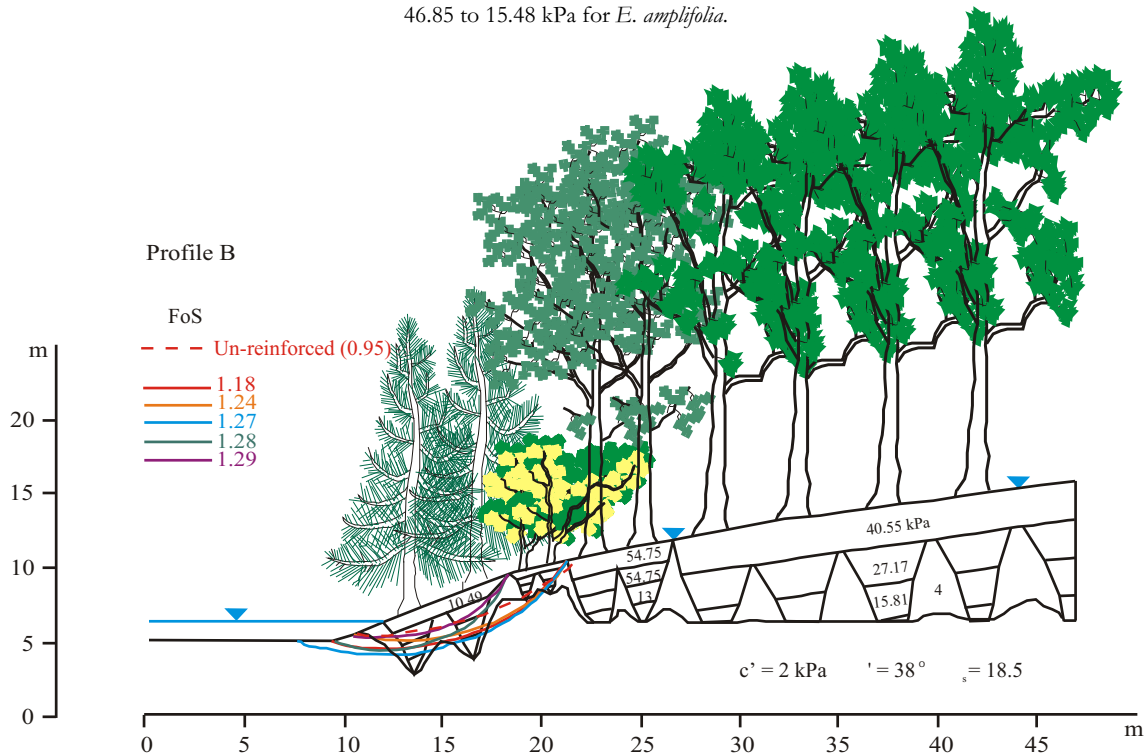 46.85 to 15.48 kPa for E. amplifolia.
Profile B
FoS
m
Un-reinforced (0.95)
1.18
1.24
1.27
1.28
1.29
20
15
10
5
0
40.55 kPa
54.75
54.75
13
27.17
15.81
4
10.49
c’ = 2 kPa ' = 38 o s = 18.5
0 5 10 15 20 25 30 35 40 45 m